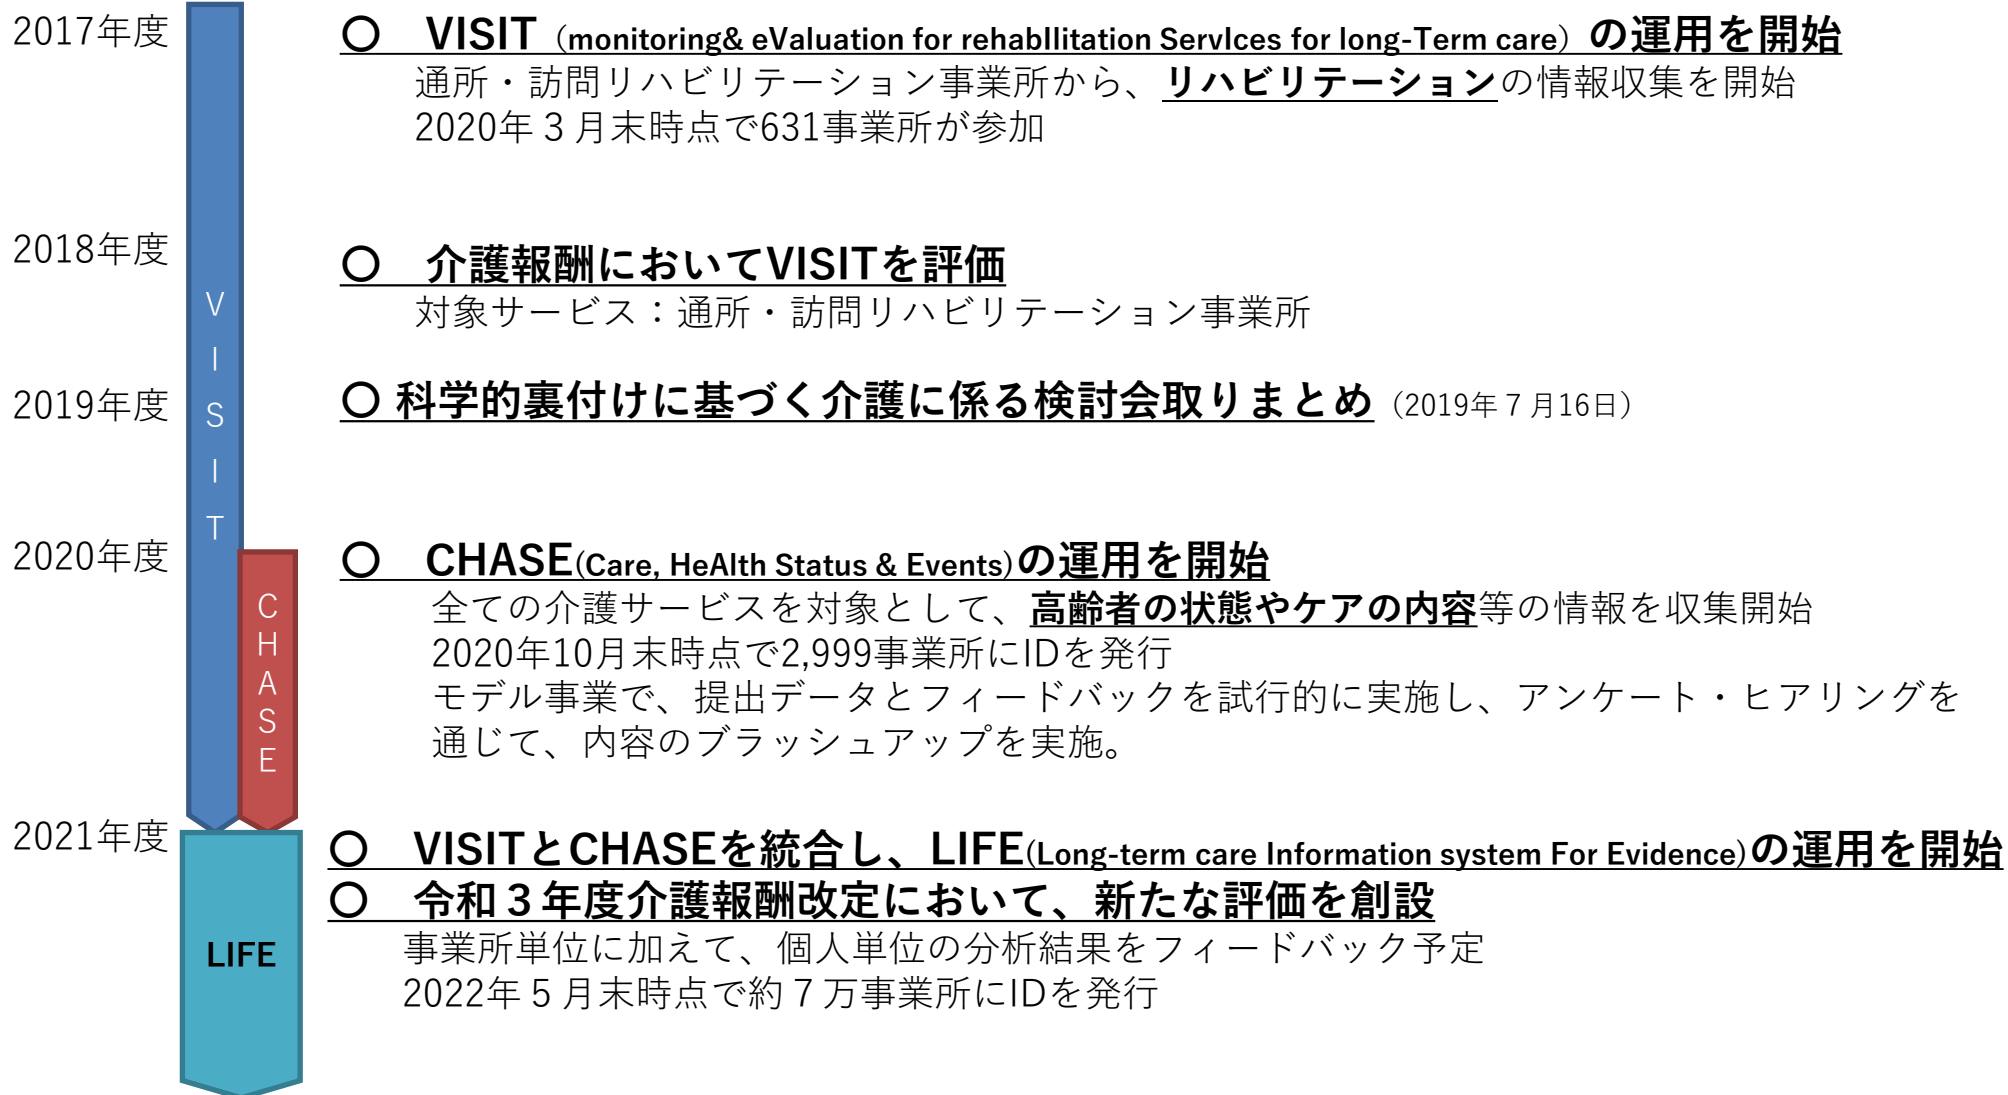 2017年度
〇　VISIT（monitoring& eValuation for rehabIlitation ServIces for long-Term care）の運用を開始
通所・訪問リハビリテーション事業所から、リハビリテーションの情報収集を開始
2020年３月末時点で631事業所が参加
2018年度
〇　介護報酬においてVISITを評価
対象サービス：通所・訪問リハビリテーション事業所
2019年度
〇 科学的裏付けに基づく介護に係る検討会取りまとめ（2019年７月16日）
VISIT
2020年度
〇　CHASE(Care, HeAlth Status & Events)の運用を開始
全ての介護サービスを対象として、高齢者の状態やケアの内容等の情報を収集開始
2020年10月末時点で2,999事業所にIDを発行
モデル事業で、提出データとフィードバックを試行的に実施し、アンケート・ヒアリングを
通じて、内容のブラッシュアップを実施。
CHASE
2021年度
〇　VISITとCHASEを統合し、LIFE(Long-term care Information system For Evidence)の運用を開始
〇　令和３年度介護報酬改定において、新たな評価を創設
事業所単位に加えて、個人単位の分析結果をフィードバック予定
2022年５月末時点で約７万事業所にIDを発行
LIFE